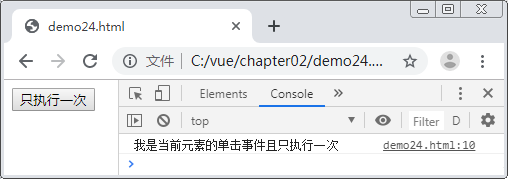 demo24.html
文件
C:/vue/chapter02/demo24....
只执行一次
Elements
Console
top
Filter
D
我是当前元素的单击事件且只执行一次
demo24.html:10